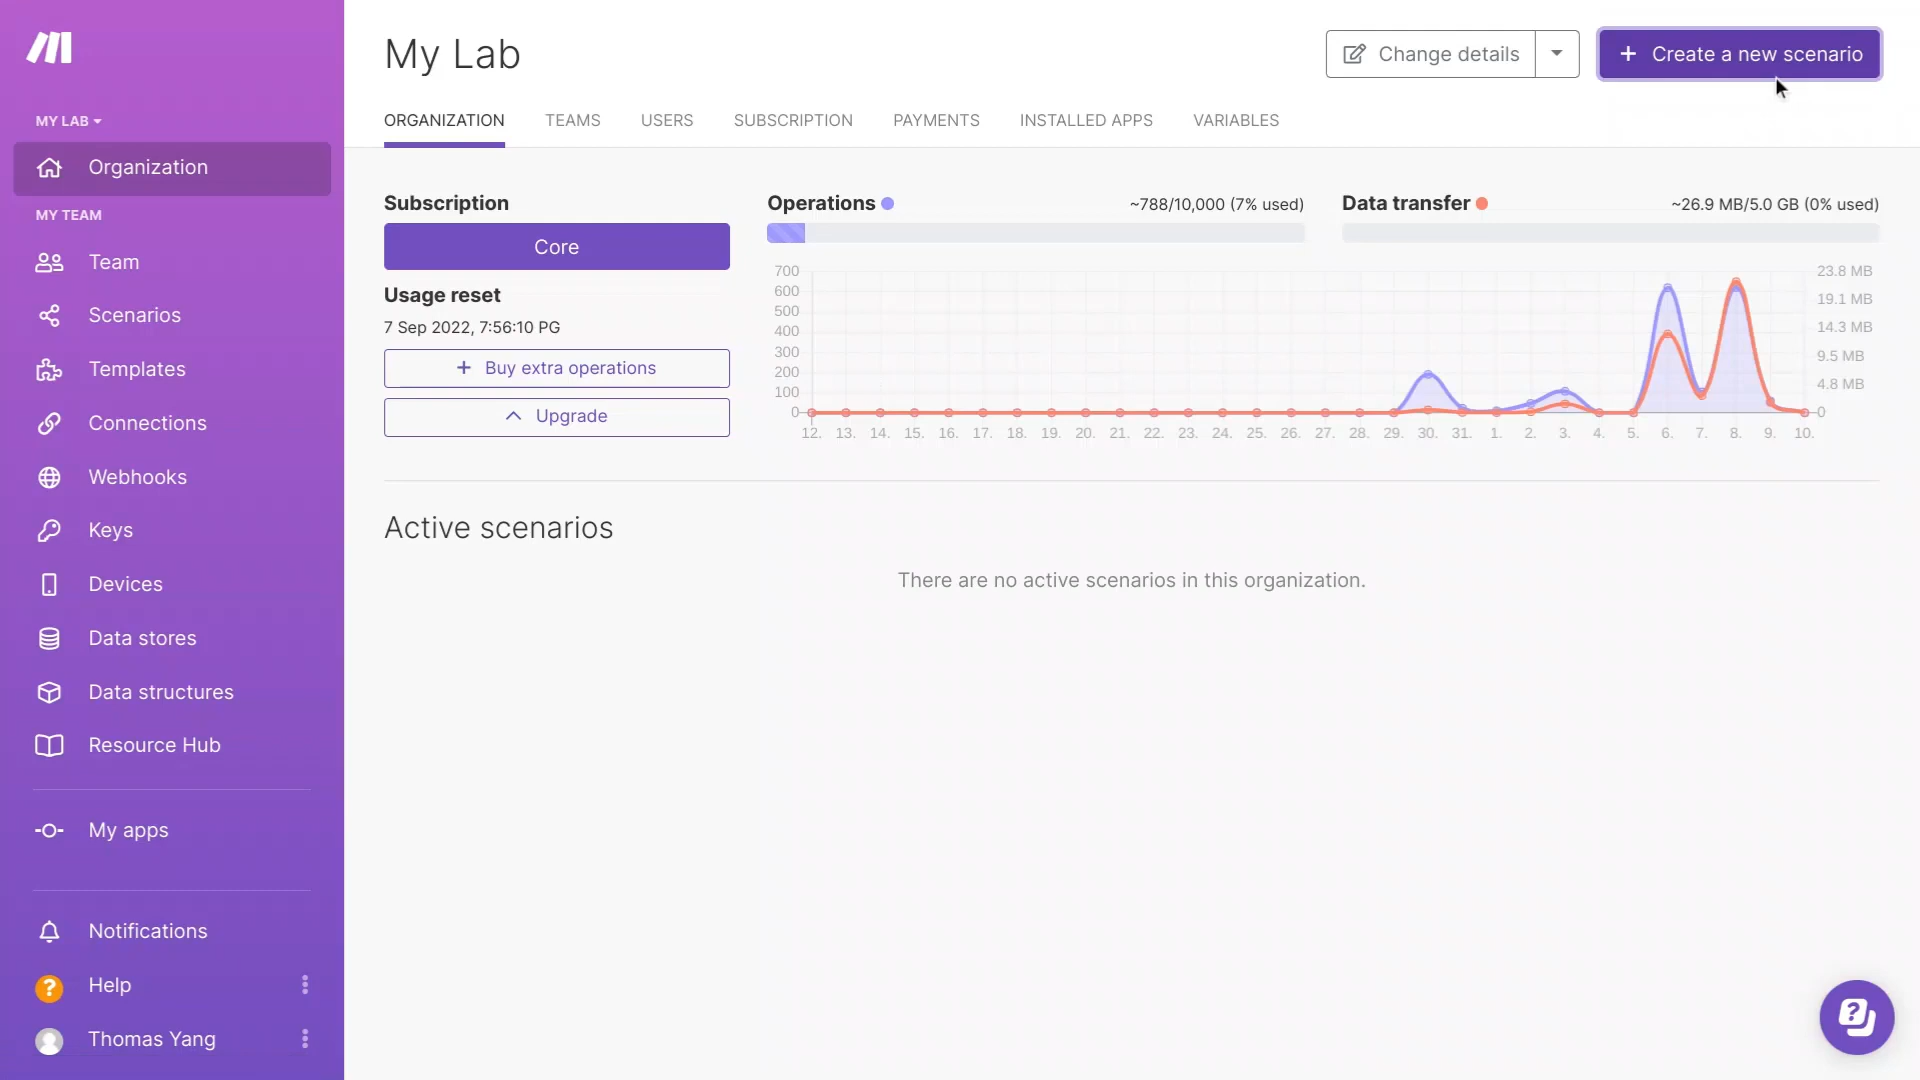 My Lab
Change details
+ Create a new scenario
MY LAB
ORGANIZATION TEAMS USERS SUBSCRIPTION PAYMENTS INSTALLED APPS VARIABLES
Organization
MY TEAM
Team
Scenarios
Templates
Connections
Webhooks
Keys
Devices
Data stores
Data structures
Resource Hub
My apps
Notifications
? Help
Thomas Yang
Subscription
Core
Usage reset
7 Sep 2022, 7:56:10 PG
+ Buy extra operations
Upgrade
Operations ~788/10,000 (7% used)
Data transfer ~26.9 MB/5.0 GB (0% used)
700 23.8 MB
600 19.1 MB
500
400 14.3 MB
300 9.5 MB
200
100 4.8 MB
0 0
12. 13. 14. 15. 16. 17. 18. 19. 20. 21. 22. 23. 24. 25. 26. 27. 28. 29. 30. 31. 1. 2. 3. 4. 5. 6. 7. 8. 9. 10.
Active scenarios
There are no active scenarios in this organization.
?